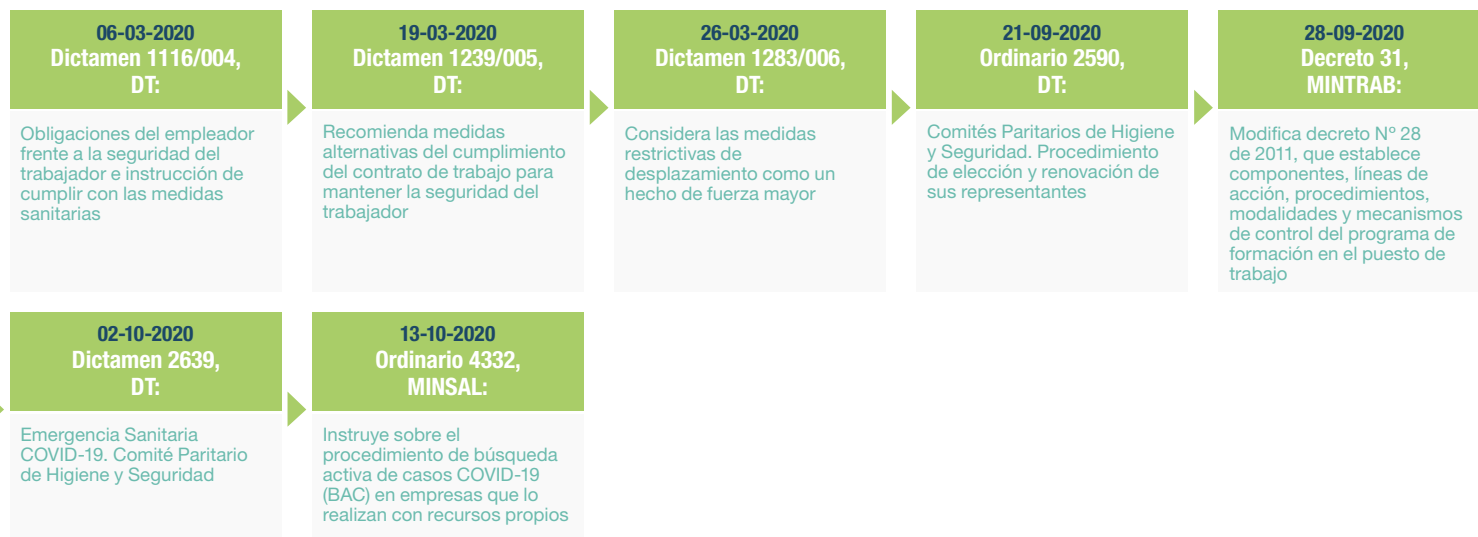 06-03-2020
Dictamen 1116/004,
DT:
Obligaciones del empleador
frente a la seguridad del
trabajador e instrucción de
cumplir con las medidas
sanitarias
19-03-2020
Dictamen 1239/005,
DT:
Recomienda medidas
alternativas del cumplimiento
del contrato de trabajo para
mantener la seguridad del
trabajador
26-03-2020
Dictamen 1283/006,
DT:
Considera las medidas
restrictivas de
desplazamiento como un
hecho de fuerza mayor
21-09-2020
Ordinario 2590,
DT:
Comités Paritarios de Higiene
y Seguridad. Procedimiento
de elección y renovación de
sus representantes
28-09-2020
Decreto 31,
MINTRAB:
Modifica decreto Nº 28
de 2011, que establece
componentes, líneas de
acción, procedimientos,
modalidades y mecanismos
de control del programa de
formación en el puesto de
trabajo
02-10-2020
Dictamen 2639,
DT:
Emergencia Sanitaria
COVID-19. Comité Paritario
de Higiene y Seguridad
13-10-2020
Ordinario 4332,
MINSAL:
Instruye sobre el
procedimiento de búsqueda
activa de casos COVID-19
(BAC) en empresas que lo
realizan con recursos propios